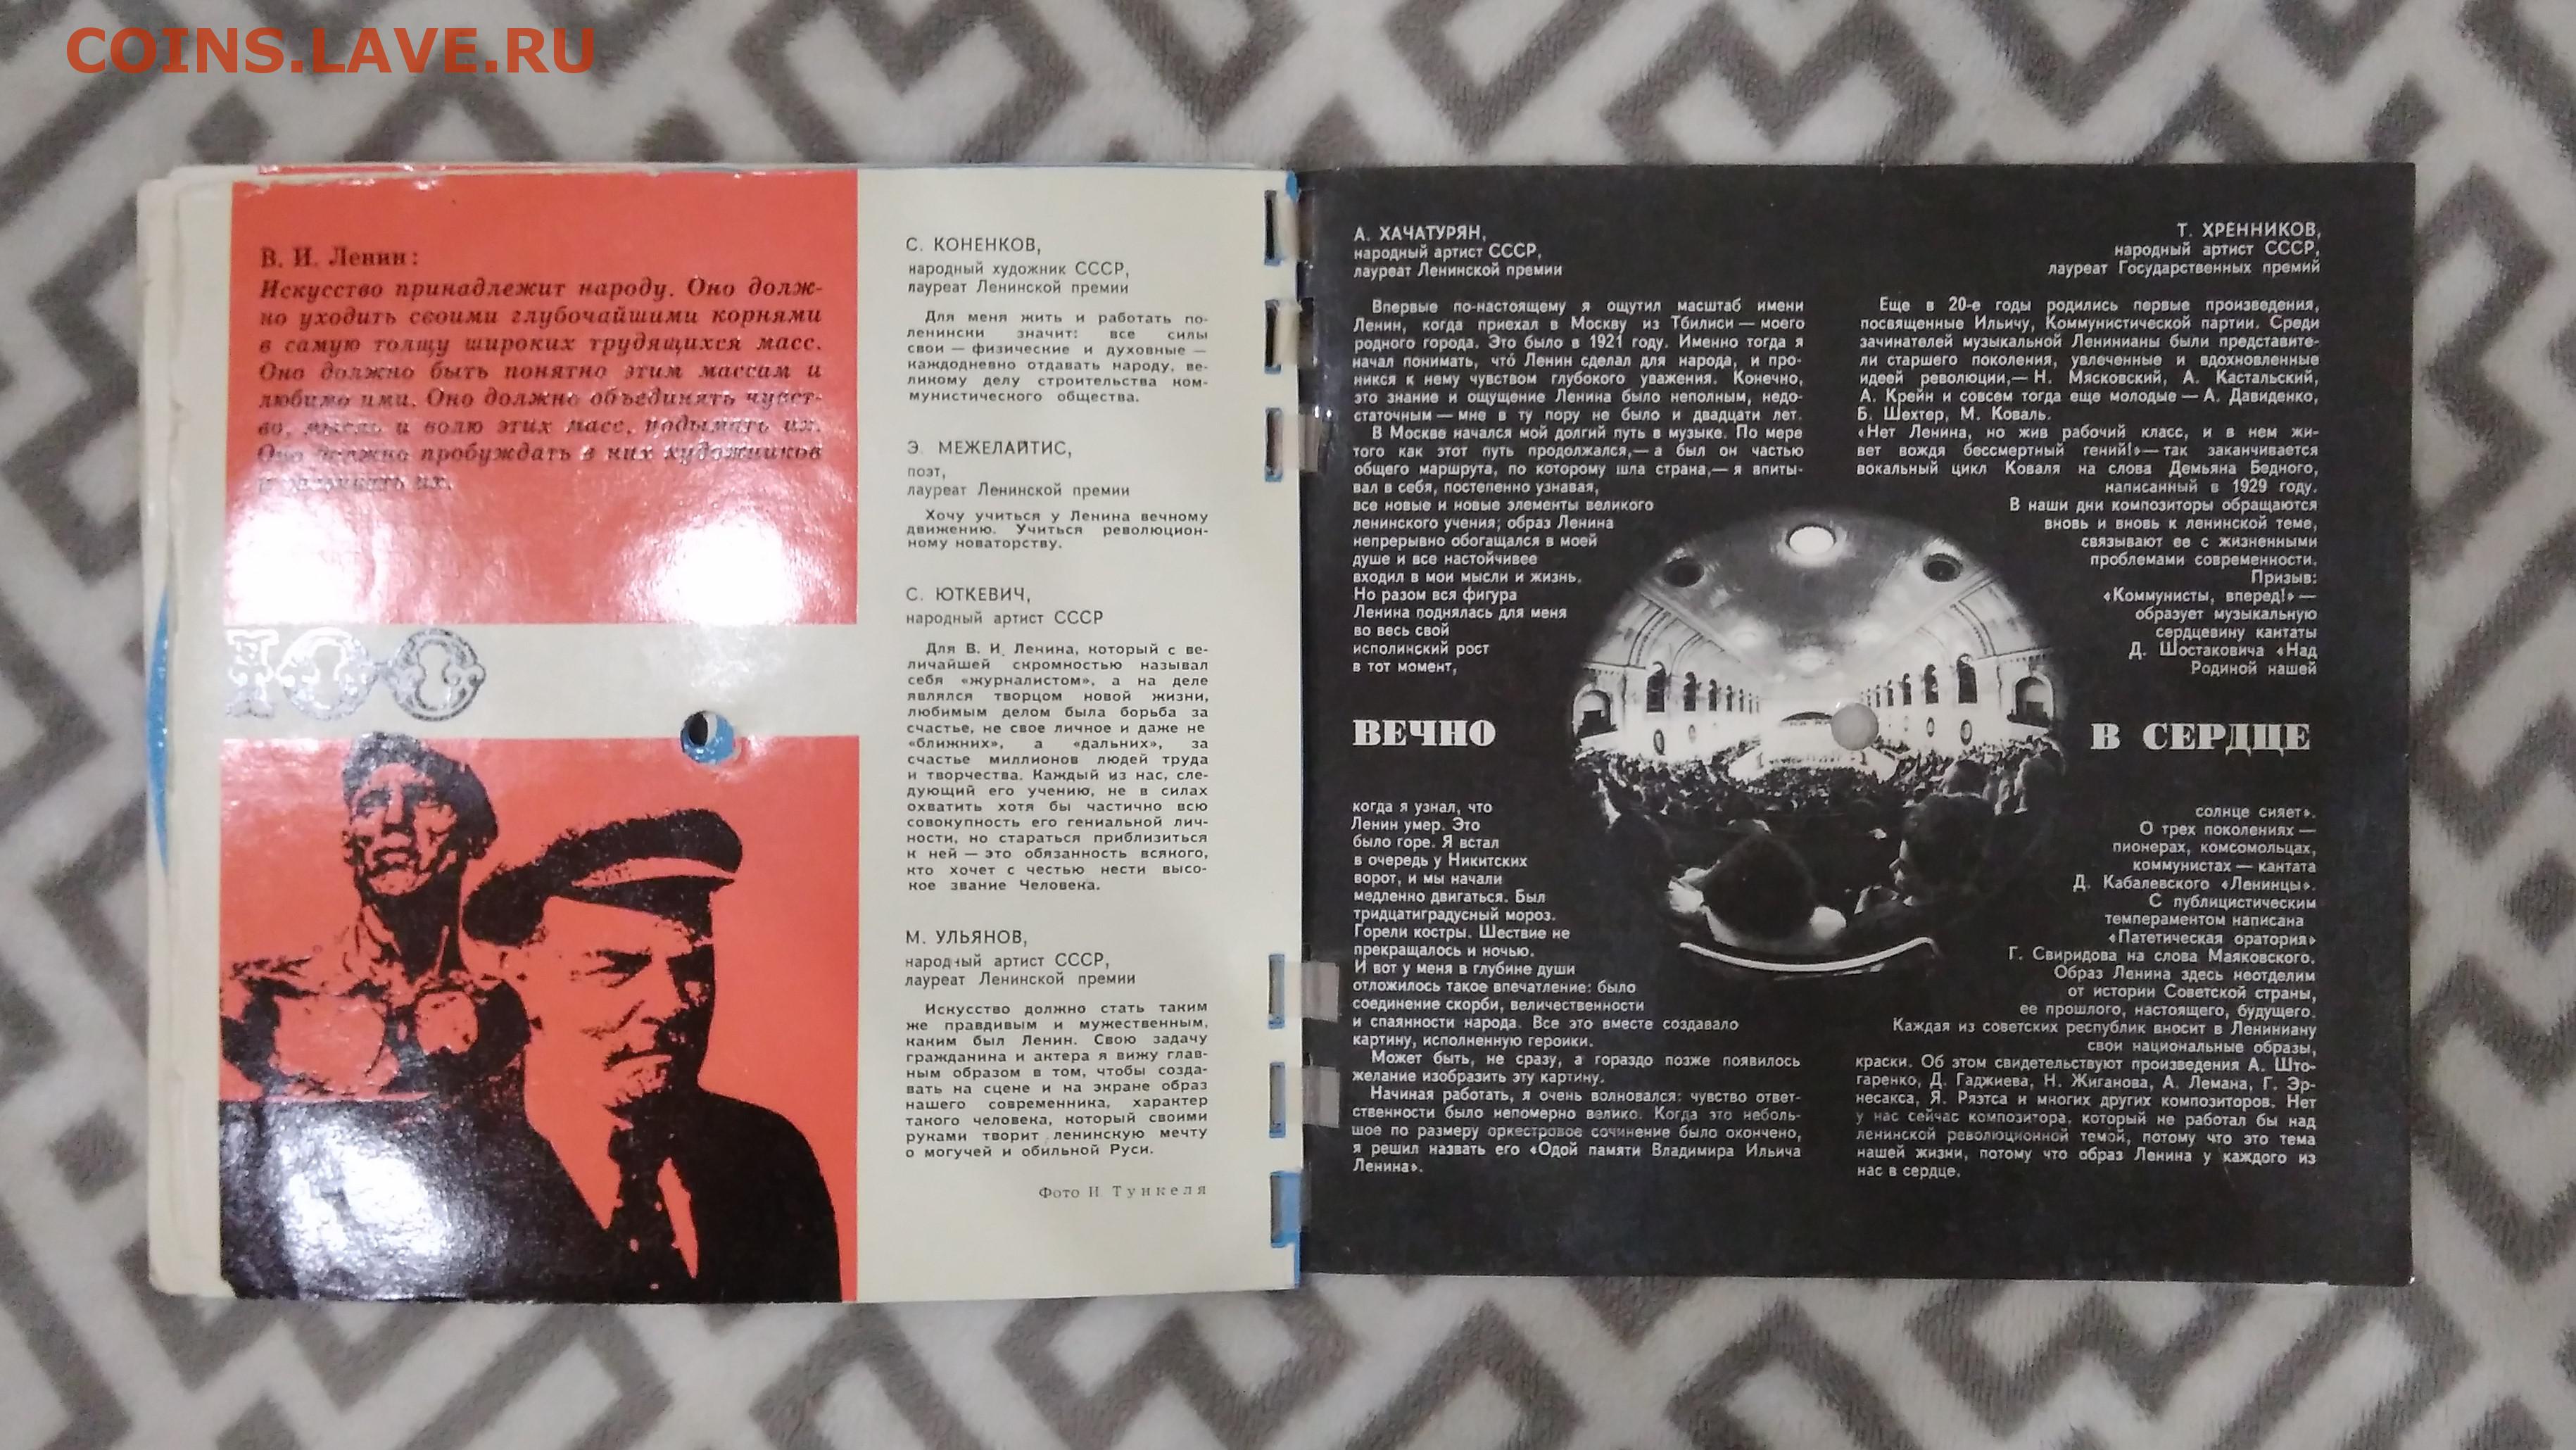 COINS.LAVE.RU
В. И. Ленин:
Искусство принадлежит народу. Оно долж-
но уходить своими глубочайшими корнями
в самую толщу широких трудящихся масс.
Оно должно быть понятно этим массам и
любимо ими. Оно должно объединять чувст-
во, мысль и волю этих масс, подымать их.
Оно должно пробуждать в них художников
и развивать их.
100
С. КОНЕНКОВ,
народный художник СССР,
лауреат Ленинской премии
Для меня жить и работать по-
ленински значит: все силы
свои — физические и духовные —
каждодневно отдавать народу, ве-
ликому делу строительства ком-
мунистического общества.
Э. МЕЖЕЛАЙТИС,
поэт,
лауреат Ленинской премии
Хочу учиться у Ленина вечному
движению. Учиться революцион-
ному новаторству.
С. ЮТКЕВИЧ,
народный артист СССР
Для В. И. Ленина, который с ве-
личайшей скромностью называл
себя «журналистом», а на деле
являлся творцом новой жизни,
любимым делом была борьба за
счастье, не свое личное и даже не
«ближних», а «дальних», за
счастье миллионов людей труда
и творчества. Каждый из нас, сле-
дующий его учению, не в силах
охватить хотя бы частично всю
совокупность его гениальной лич-
ности, но стараться приблизиться
к ней — это обязанность всякого,
кто хочет с честью нести высо-
кое звание Человека.
М. УЛЬЯНОВ,
народный артист СССР,
лауреат Ленинской премии
Искусство должно стать таким
же правдивым и мужественным,
каким был Ленин. Свою задачу
гражданина и актера я вижу глав-
ным образом в том, чтобы созда-
вать на сцене и на экране образ
нашего современника, характер
такого человека, который своими
руками творит ленинскую мечту
о могучей и обильной Руси.
Фото Н. Тункеля
А. ХАЧАТУРЯН,
народный артист СССР,
лауреат Ленинской премии
Впервые по-настоящему я ощутил масштаб имени
Ленин, когда приехал в Москву из Тбилиси — моего
родного города. Это было в 1921 году. Именно тогда я
начал понимать, что́ Ленин сделал для народа, и про-
никся к нему чувством глубокого уважения. Конечно,
это знание и ощущение Ленина было неполным, недо-
статочным — мне в ту пору не было и двадцати лет.
В Москве начался мой долгий путь в музыке. По мере
того как этот путь продолжался,— а был он частью
общего маршрута, по которому шла страна,— я впиты-
вал в себя, постепенно узнавая,
все новые и новые элементы великого
ленинского учения; образ Ленина
непрерывно обогащался в моей
душе и все настойчивее
входил в мои мысли и жизнь.
Но разом вся фигура
Ленина поднялась для меня
во весь свой
исполинский рост
в тот момент,
ВЕЧНО
когда я узнал, что
Ленин умер. Это
было горе. Я встал
в очередь у Никитских
ворот, и мы начали
медленно двигаться. Был
тридцатиградусный мороз.
Горели костры. Шествие не
прекращалось и ночью.
И вот у меня в глубине души
отложилось такое впечатление: было
соединение скорби, величественности
и спаянности народа. Все это вместе создавало
картину, исполненную героики.
Может быть, не сразу, а гораздо позже появилось
желание изобразить эту картину.
Начиная работать, я очень волновался: чувство ответ-
ственности было непомерно велико. Когда это неболь-
шое по размеру оркестровое сочинение было окончено,
я решил назвать его «Одой памяти Владимира Ильича
Ленина».
Т. ХРЕННИКОВ,
народный артист СССР,
лауреат Государственных премий
Еще в 20-е годы родились первые произведения,
посвященные Ильичу, Коммунистической партии. Среди
зачинателей музыкальной Ленинианы были представите-
ли старшего поколения, увлеченные и вдохновленные
идеей революции,— Н. Мясковский, А. Кастальский,
А. Крейн и совсем тогда еще молодые — А. Давиденко,
Б. Шехтер, М. Коваль.
«Нет Ленина, но жив рабочий класс, и в нем жи-
вет вождя бессмертный гений!» — так заканчивается
вокальный цикл Коваля на слова Демьяна Бедного,
написанный в 1929 году.
В наши дни композиторы обращаются
вновь и вновь к ленинской теме,
связывают ее с жизненными
проблемами современности.
Призыв:
«Коммунисты, вперед!» —
образует музыкальную
сердцевину кантаты
Д. Шостаковича «Над
Родиной нашей
В СЕРДЦЕ
солнце сияет».
О трех поколениях —
пионерах, комсомольцах,
коммунистах — кантата
Д. Кабалевского «Ленинцы».
С публицистическим
темпераментом написана
«Патетическая оратория»
Г. Свиридова на слова Маяковского.
Образ Ленина здесь неотделим
от истории Советской страны,
ее прошлого, настоящего, будущего.
Каждая из советских республик вносит в Лениниану
свои национальные образы,
краски. Об этом свидетельствуют произведения А. Што-
гаренко, Д. Гаджиева, Н. Жиганова, А. Лемана, Г. Эр-
несакса, Я. Ряэтса и многих других композиторов. Нет
у нас сейчас композитора, который не работал бы над
ленинской революционной темой, потому что это тема
нашей жизни, потому что образ Ленина у каждого из
нас в сердце.